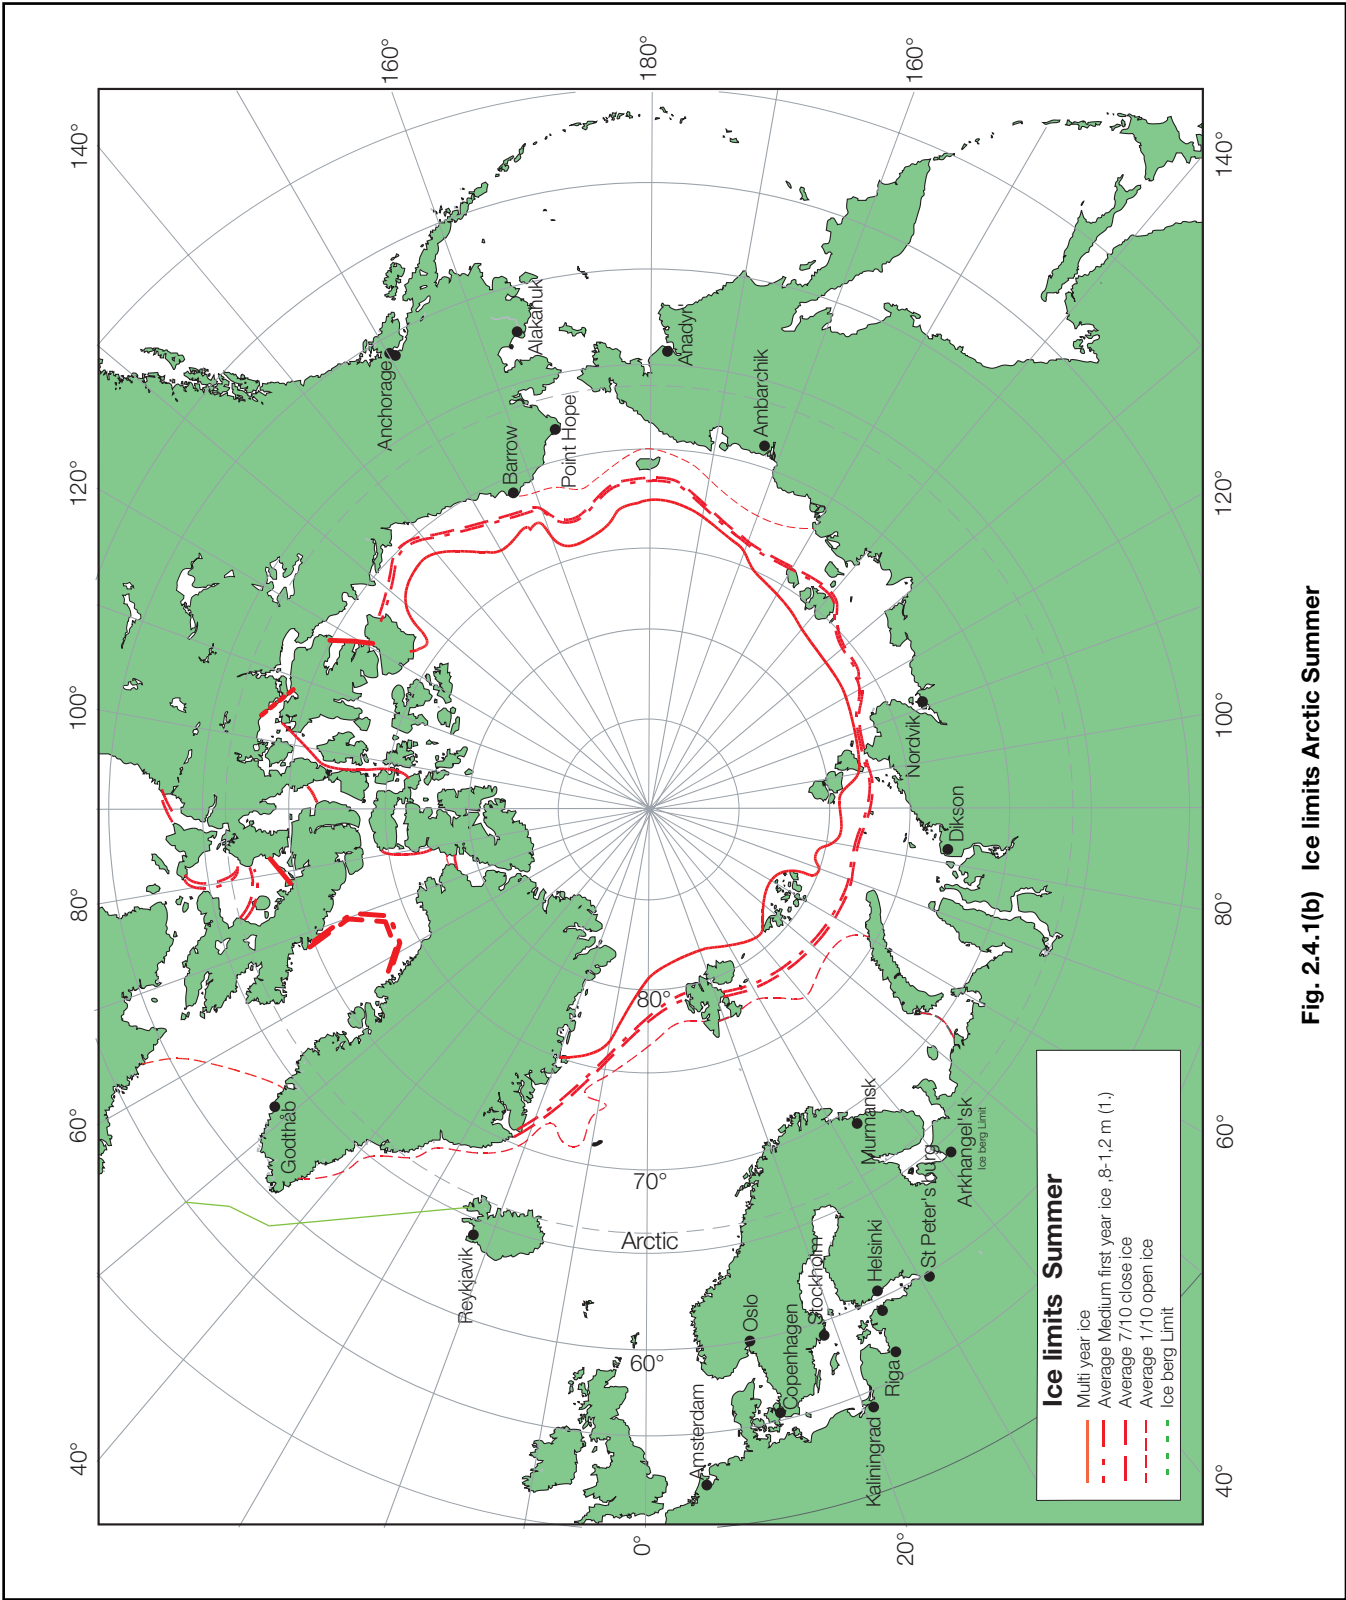 160°
180°
160°
140°
140°
120°
120°
100°
100°
80°
80°
60°
60°
40°
40°
0°
20°
Anchorage
Alakanuk
Anadyr'
Barrow
Point Hope
Ambarchik
Nordvik
Dikson
80°
Godthåb
Reykjavik
70°
Arctic
60°
Murmansk
Arkhangel'sk
Ice berg Limit
St Peter's burg
Helsinki
Stockholm
Oslo
Copenhagen
Riga
Amsterdam
Kaliningrad
Ice limits Summer
Multi year ice
Average Medium first year ice ,8-1,2 m (1.)
Average 7/10 close ice
Average 1/10 open ice
Ice berg Limit
Fig. 2.4.1(b) Ice limits Arctic Summer